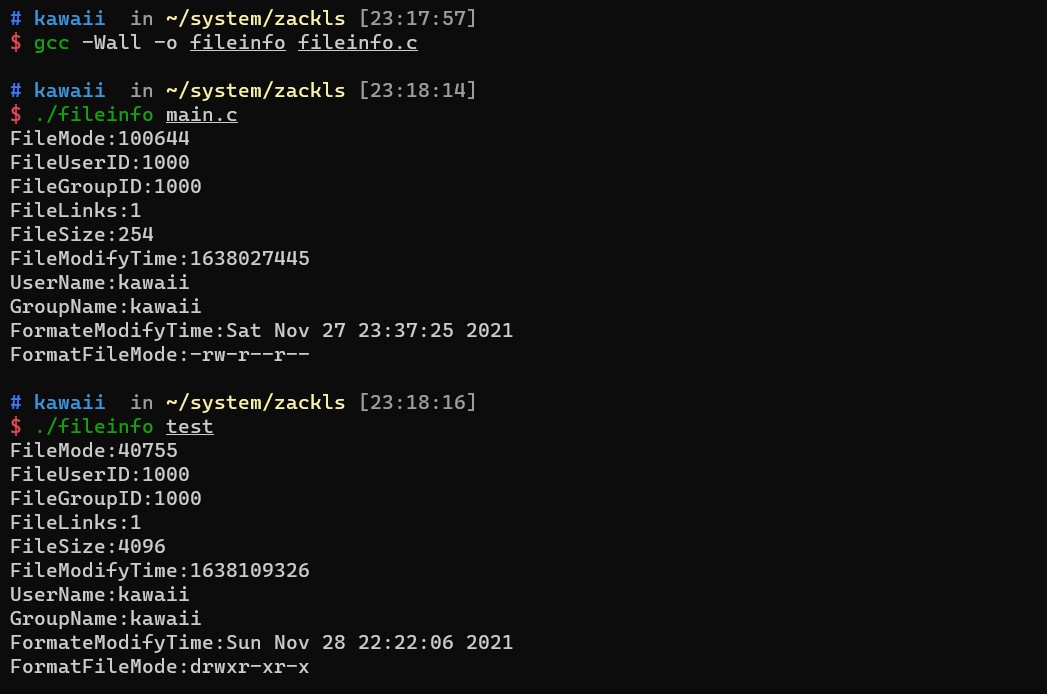 # kawaii  in ~/system/zackls [23:17:57]
$ gcc -Wall -o fileinfo fileinfo.c
# kawaii  in ~/system/zackls [23:18:14]
$ ./fileinfo main.c
FileMode:100644
FileUserID:1000
FileGroupID:1000
FileLinks:1
FileSize:254
FileModifyTime:1638027445
UserName:kawaii
GroupName:kawaii
FormateModifyTime:Sat Nov 27 23:37:25 2021
FormatFileMode:-rw-r--r--
# kawaii  in ~/system/zackls [23:18:16]
$ ./fileinfo test
FileMode:40755
FileUserID:1000
FileGroupID:1000
FileLinks:1
FileSize:4096
FileModifyTime:1638109326
UserName:kawaii
GroupName:kawaii
FormateModifyTime:Sun Nov 28 22:22:06 2021
FormatFileMode:drwxr-xr-x